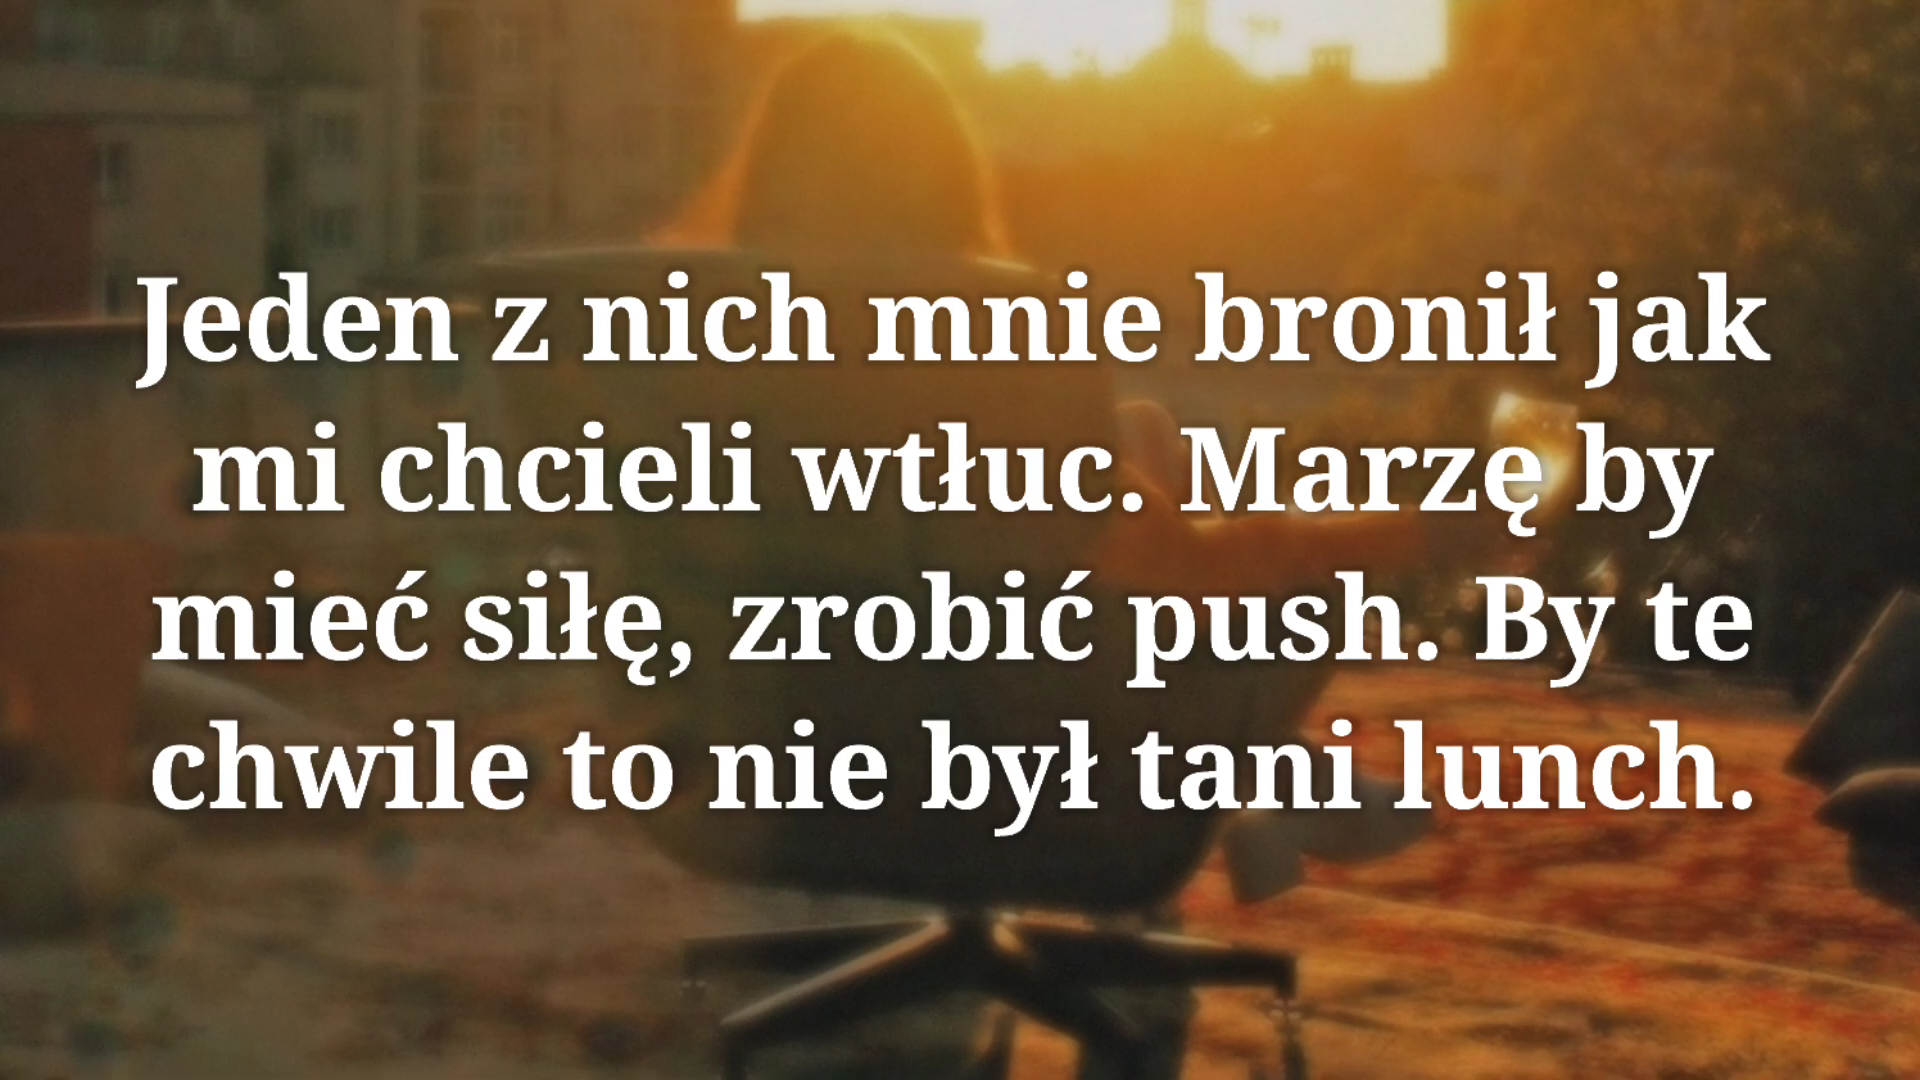 Jeden z nich mnie bronił jak
mi chcieli wtłuc. Marzę by
mieć siłę, zrobić push. By te
chwile to nie był tani lunch.